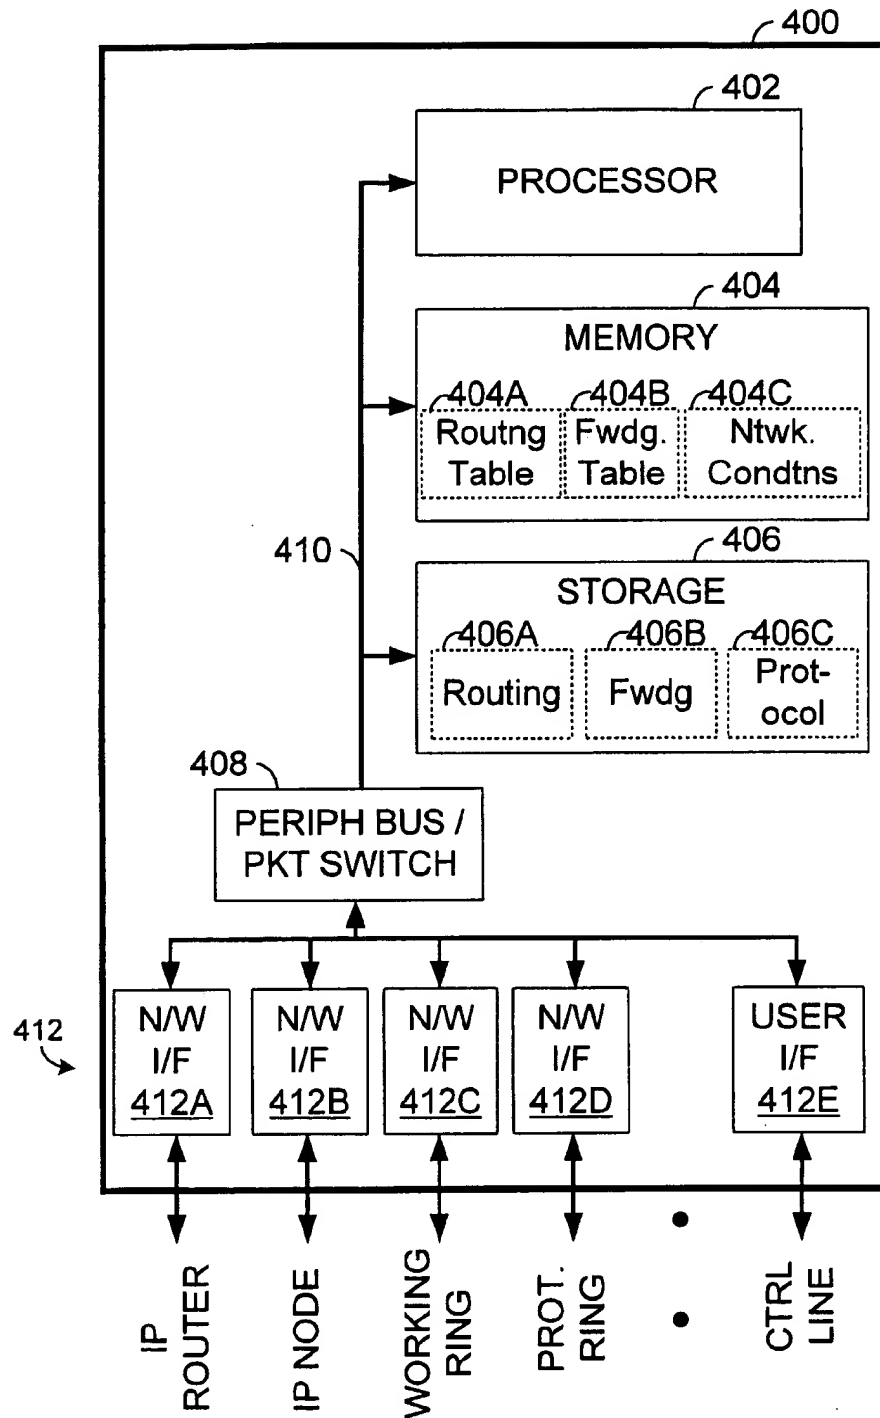 400
402
PROCESSOR
404
MEMORY
404A 404B 404C
Routng Fwdg. Ntwk.
Table Table Condtns
410
406
STORAGE
406A 406B 406C
Routing Fwdg Prot-
ocol
408
PERIPH BUS /
PKT SWITCH
412
N/W N/W N/W N/W USER
I/F I/F I/F I/F I/F
412A 412B 412C 412D 412E
IP
ROUTER
IP NODE
WORKING
RING
PROT.
RING
CTRL
LINE